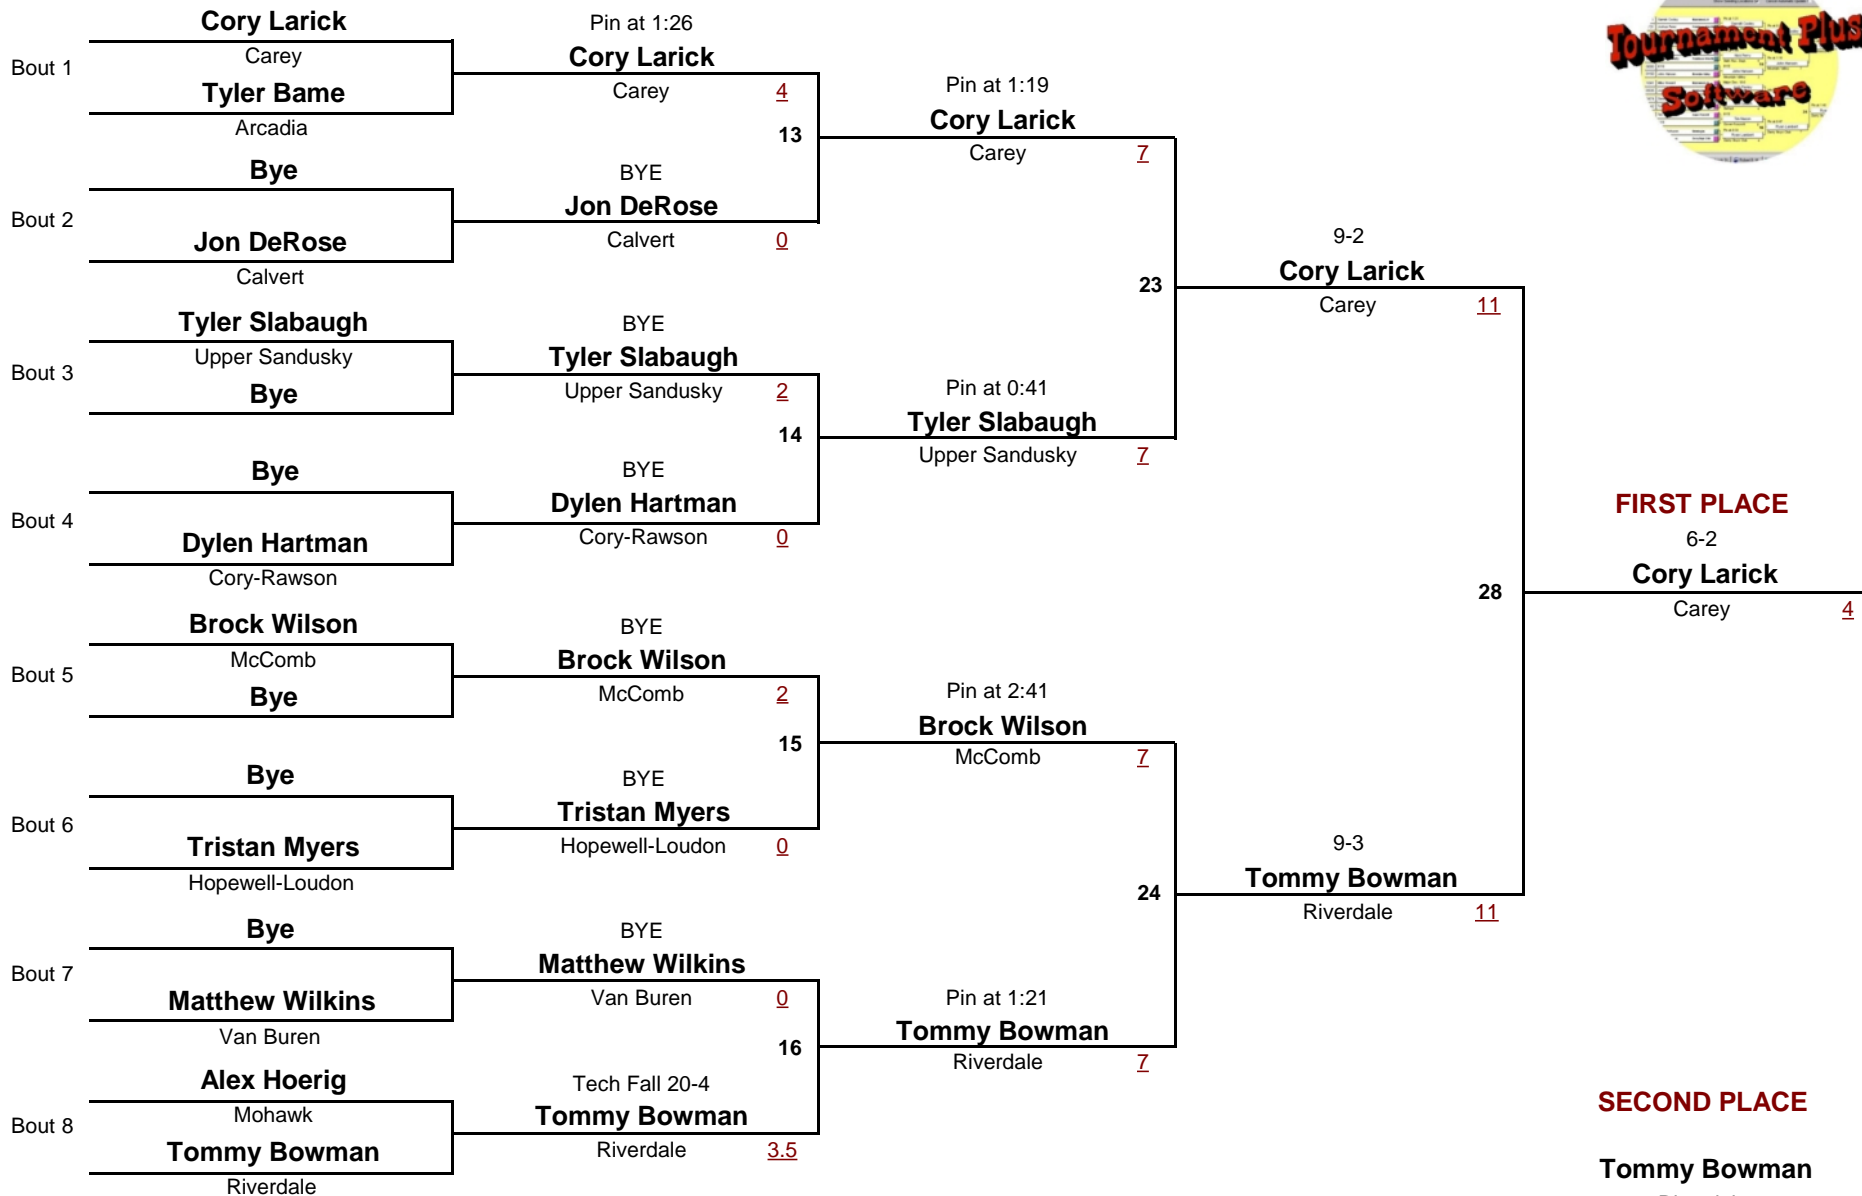 Cory Larick
Carey
Bout 1
Tyler Bame
Arcadia
Bye
Bout 2
Jon DeRose
Calvert
Tyler Slabaugh
Upper Sandusky
Bout 3
Bye
Bye
Bout 4
Dylen Hartman
Cory-Rawson
Brock Wilson
McComb
Bout 5
Bye
Bye
Bout 6
Tristan Myers
Hopewell-Loudon
Bye
Bout 7
Matthew Wilkins
Van Buren
Alex Hoerig
Mohawk
Bout 8
Tommy Bowman
Riverdale
Pin at 1:26
Cory Larick
Carey 4
13
BYE
Jon DeRose
Calvert 0
BYE
Tyler Slabaugh
Upper Sandusky 2
14
BYE
Dylen Hartman
Cory-Rawson 0
BYE
Brock Wilson
McComb 2
15
BYE
Tristan Myers
Hopewell-Loudon 0
BYE
Matthew Wilkins
Van Buren 0
16
Tech Fall 20-4
Tommy Bowman
Riverdale 3.5
Pin at 1:19
Cory Larick
Carey 7
23
Pin at 0:41
Tyler Slabaugh
Upper Sandusky 7
Pin at 2:41
Brock Wilson
McComb 7
24
Pin at 1:21
Tommy Bowman
Riverdale 7
9-2
Cory Larick
Carey 11
28
9-3
Tommy Bowman
Riverdale 11
Tournament Plus
Software
FIRST PLACE
6-2
Cory Larick
Carey 4
SECOND PLACE
Tommy Bowman